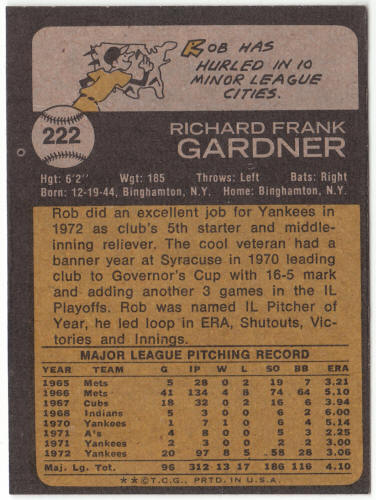 ROB HAS
HURLED IN 10
MINOR LEAGUE
CITIES.
222
RICHARD FRANK
GARDNER
Hgt: 6'2" Wgt: 185 Throws: Left Bats: Right
Born: 12-19-44, Binghamton, N.Y. Home: Binghamton, N.Y.
Rob did an excellent job for Yankees in
1972 as club's 5th starter and middle-
inning reliever. The cool veteran had a
banner year at Syracuse in 1970 leading
club to Governor's Cup with 16-5 mark
and adding another 3 games in the IL
Playoffs. Rob was named IL Pitcher of
Year, he led loop in ERA, Shutouts, Vic-
tories and Innings.
MAJOR LEAGUE PITCHING RECORD
YEAR TEAM G IP W L SO BB ERA
1965 Mets 5 28 0 2 19 7 3.21
1966 Mets 41 134 4 8 74 64 5.10
1967 Cubs 18 32 0 2 16 6 3.94
1968 Indians 5 3 0 0 6 2 6.00
1970 Yankees 1 7 1 0 6 4 5.14
1971 A's 4 8 0 0 5 3 2.25
1971 Yankees 2 3 0 0 2 2 3.00
1972 Yankees 20 97 8 5 58 28 3.06
Maj. Lg. Tot. 96 312 13 17 186 116 4.10
**©T.C.G., PRTD. IN U.S.A.